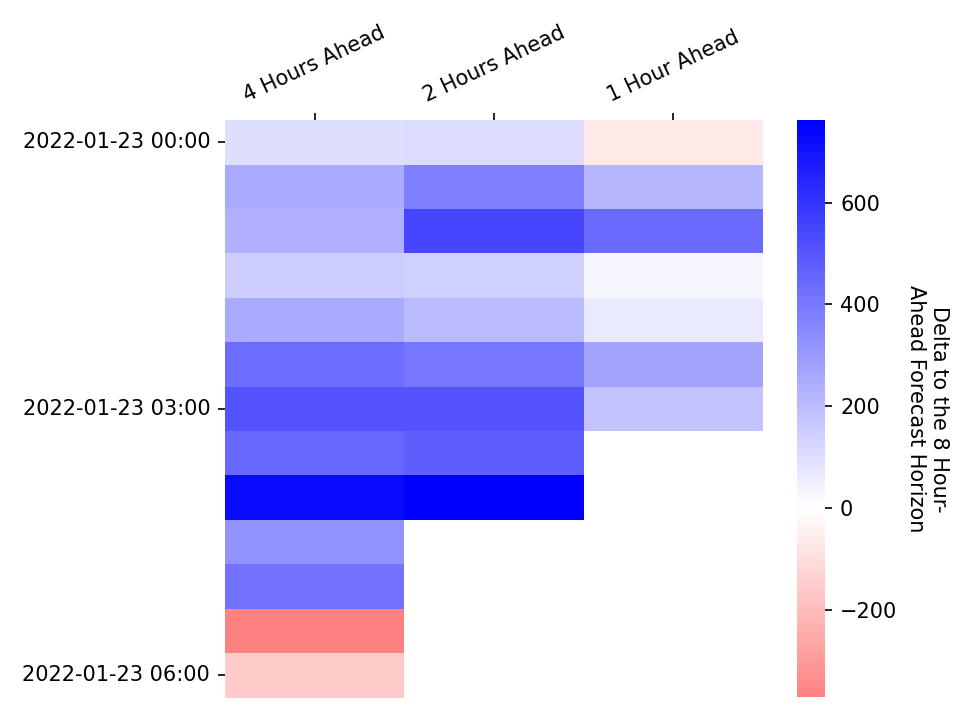 4 Hours Ahead
2 Hours Ahead
1 Hour Ahead
2022-01-23 00:00
2022-01-23 03:00
2022-01-23 06:00
600
400
200
0
−200
Delta to the 8 Hour-
Ahead Forecast Horizon